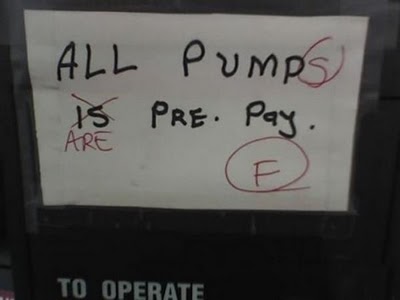 ALL PUMPS
IS PRE. Pay.
ARE
F
TO OPERATE